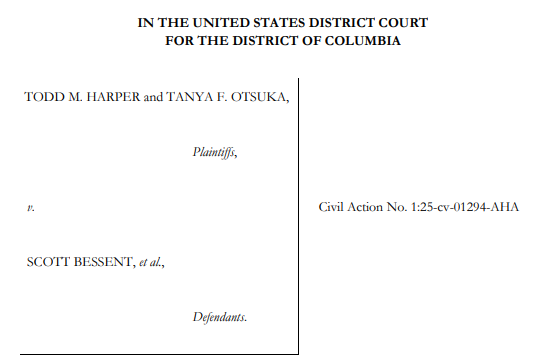 IN THE UNITED STATES DISTRICT COURT
FOR THE DISTRICT OF COLUMBIA
TODD M. HARPER and TANYA F. OTSUKA,
Plaintiffs,
v.
Civil Action No. 1:25-cv-01294-AHA
SCOTT BESSENT, et al.,
Defendants.